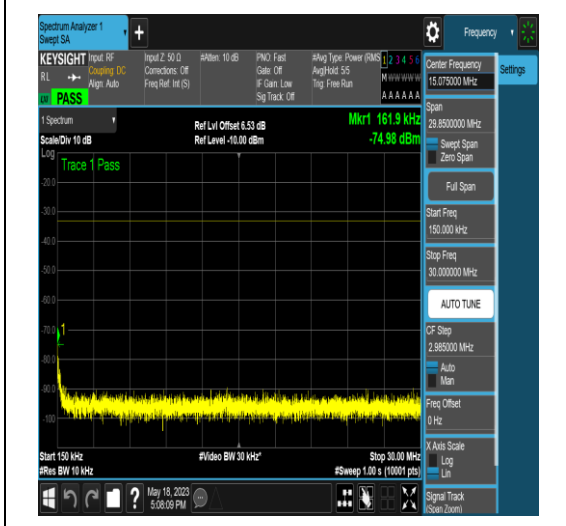 Spectrum Analyzer 1
Swept SA
+
Frequency
KEYSIGHT
RL
PASS
Input: RF
Coupling: DC
Align: Auto
Input Z: 50 Ω
Corrections: Off
Freq Ref: Int (S)
#Atten: 10 dB
PNO: Fast
Gate: Off
IF Gain: Low
Sig Track: Off
#Avg Type: Power (RMS
Avg|Hold: 5/5
Trig: Free Run
1 2 3 4 5 6
M W W W W W
A A A A A A
Center Frequency
15.075000 MHz
Settings
Span
29.8500000 MHz
Swept Span
Zero Span
Full Span
Start Freq
150.000 kHz
Stop Freq
30.000000 MHz
AUTO TUNE
CF Step
2.985000 MHz
Auto
Man
Freq Offset
0 Hz
X Axis Scale
Log
Lin
Signal Track
(Span Zoom)
1 Spectrum
Scale/Div 10 dB
Ref Lvl Offset 6.53 dB
Ref Level -10.00 dBm
Mkr1 161.9 kHz
-74.98 dBm
Log
Trace 1 Pass
-20.0
-30.0
-40.0
-50.0
-60.0
-70.0
1
-80.0
-90.0
-100
Start 150 kHz
#Video BW 30 kHz*
Stop 30.00 MHz
#Res BW 10 kHz
#Sweep 1.00 s (10001 pts)
?
May 18, 2023
5:08:09 PM